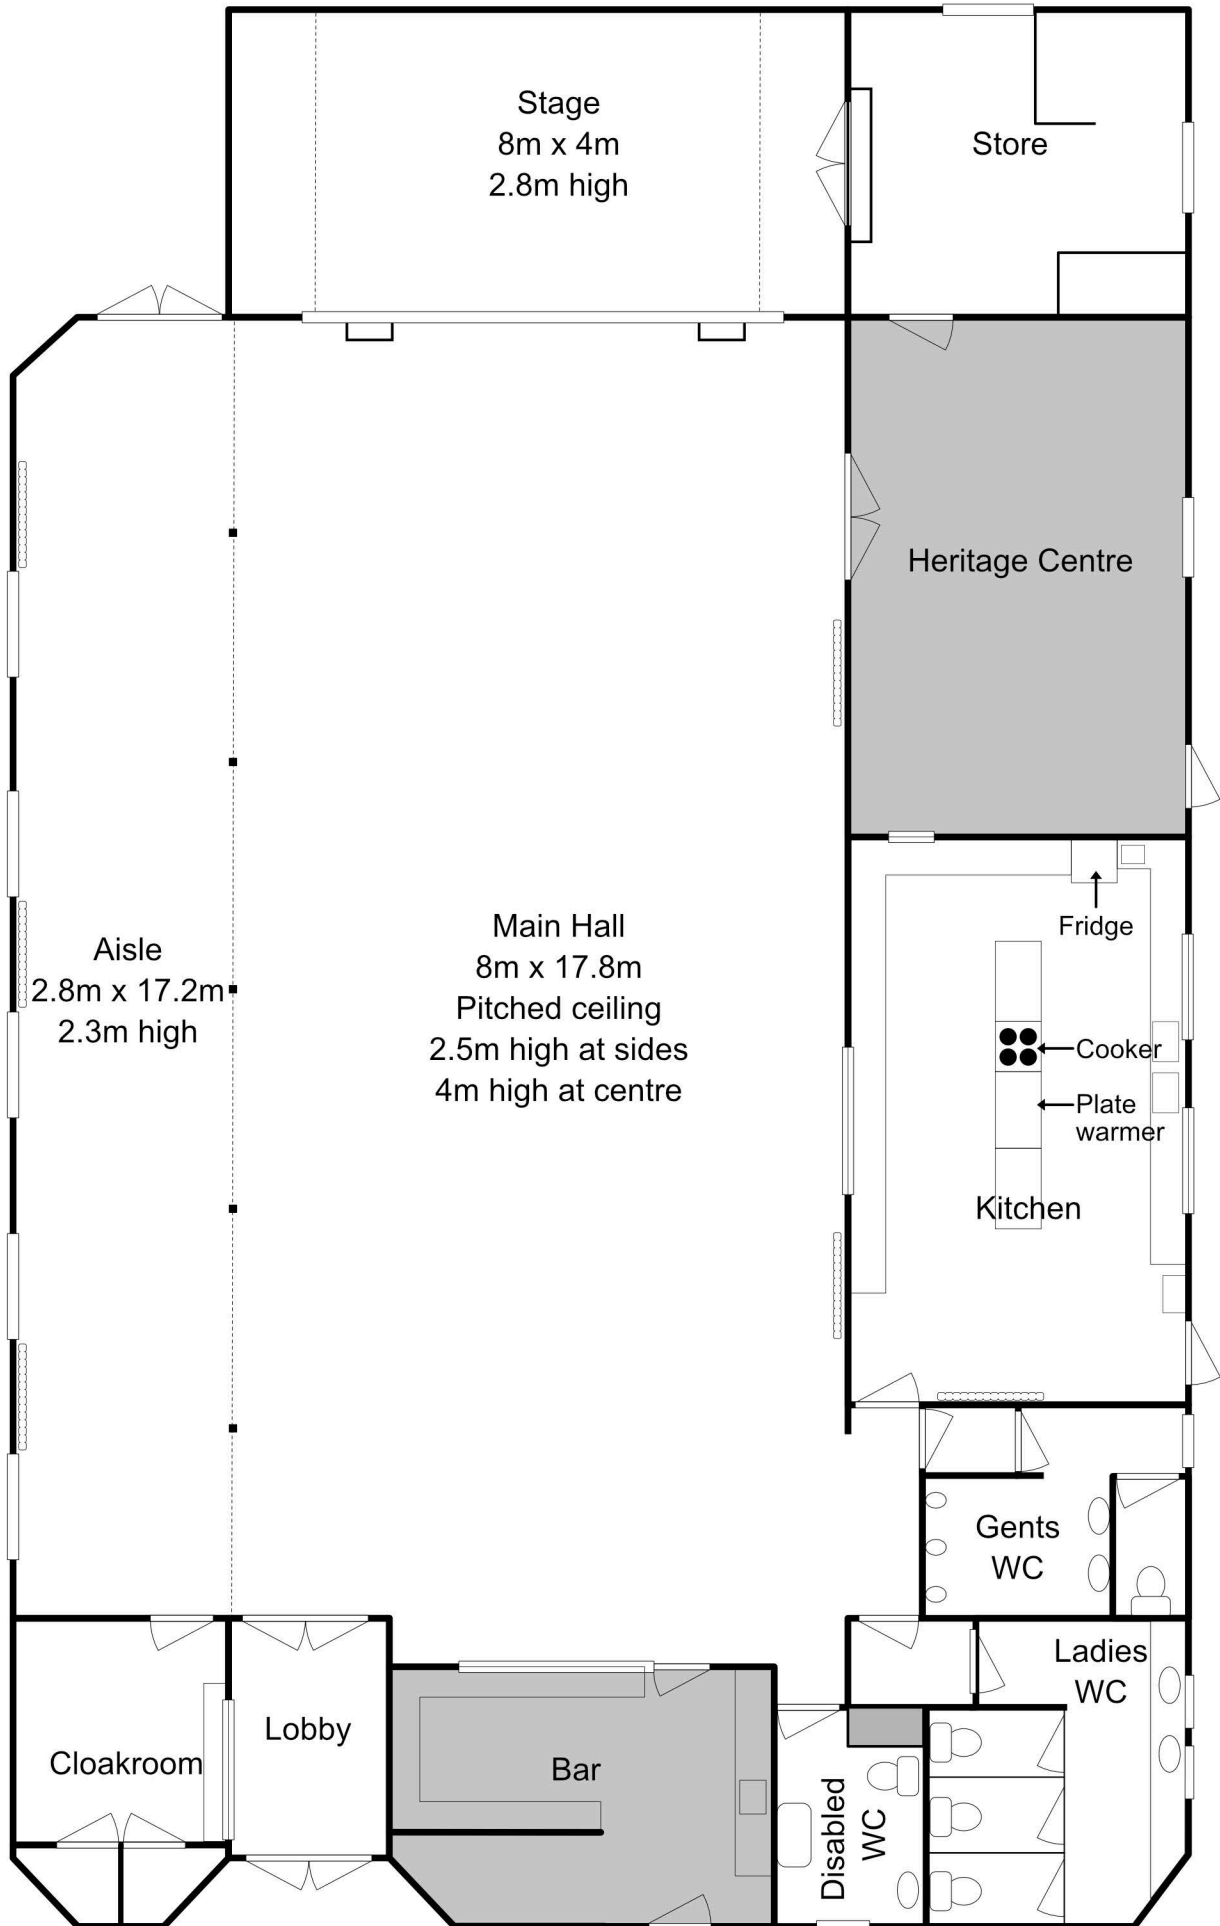 Stage
8m x 4m
2.8m high
Store
Heritage Centre
Fridge
Aisle
2.8m x 17.2m
2.3m high
Main Hall
8m x 17.8m
Pitched ceiling
2.5m high at sides
4m high at centre
Cooker
Plate
warmer
Kitchen
Gents
WC
Ladies
WC
Lobby
Cloakroom
Bar
Disabled
WC